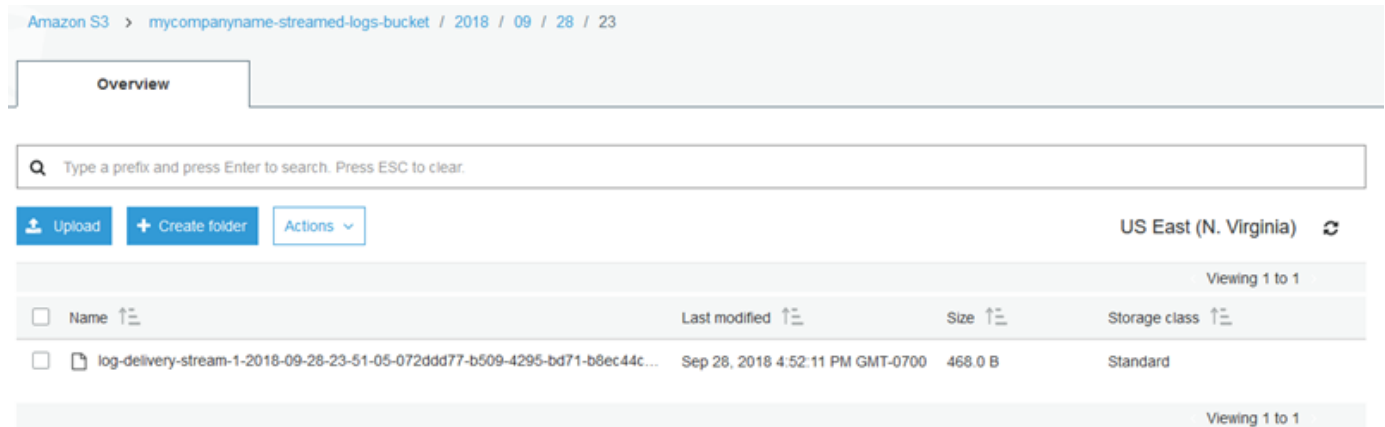 Amazon S3 > mycompanyname-streamed-logs-bucket / 2018 / 09 / 28 / 23
Overview
Type a prefix and press Enter to search. Press ESC to clear.
Upload + Create folder Actions US East (N. Virginia)
Viewing 1 to 1
Name Last modified Size Storage class
log-delivery-stream-1-2018-09-28-23-51-05-072ddd77-b509-4295-bd71-b8ec44c... Sep 28, 2018 4:52:11 PM GMT-0700 468.0 B Standard
Viewing 1 to 1